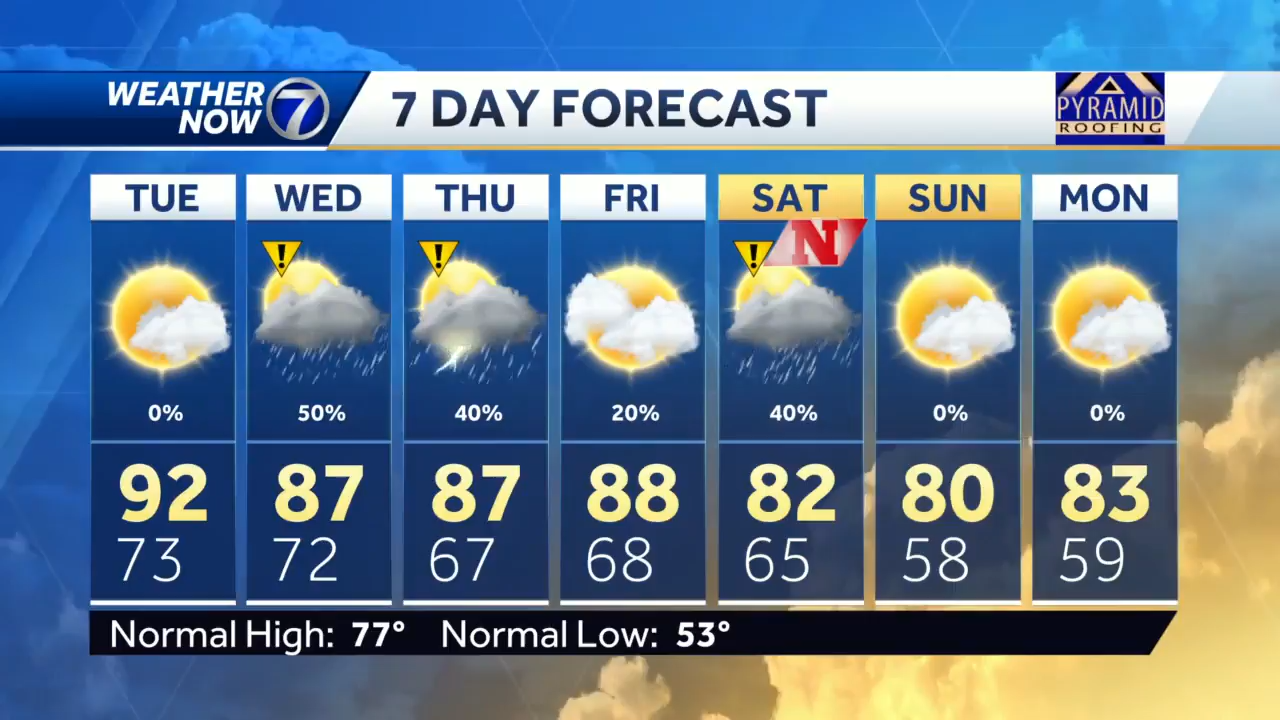 WEATHER
NOW
7
7 DAY FORECAST
PYRAMID
ROOFING
TUE WED THU FRI SAT SUN MON
! ! ! N
0% 50% 40% 20% 40% 0% 0%
92 87 87 88 82 80 83
73 72 67 68 65 58 59
Normal High: 77° Normal Low: 53°